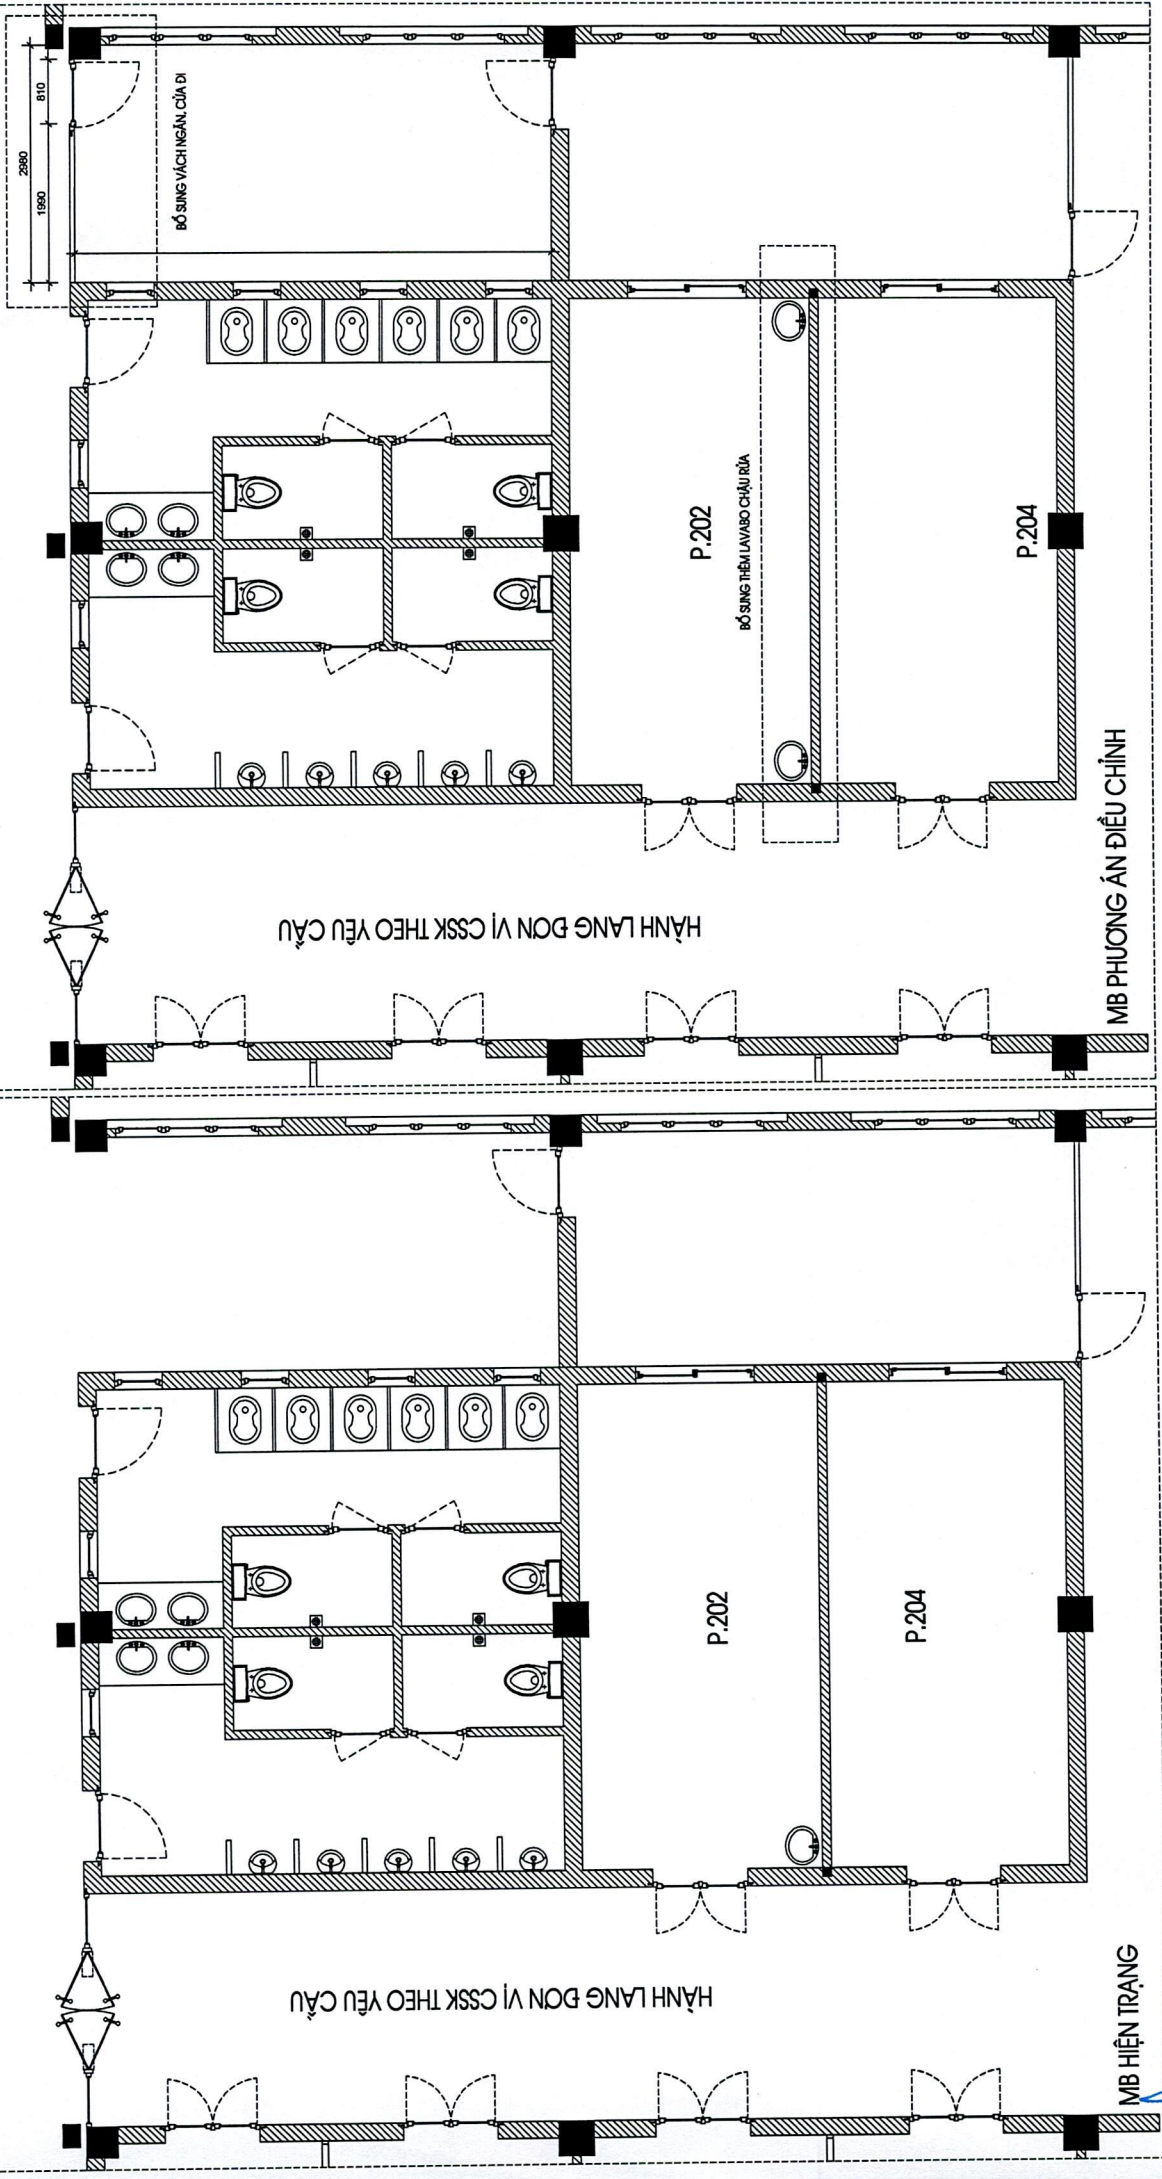 2980
1990
810
BỔ SUNG VÁCH NGĂN, CỦA ĐI
P.202
BỔ SUNG THÊM LAVABO CHẬU RỬA
P.204
HÀNH LANG ĐƠN VỊ CSSK THEO YÊU CẦU
MB PHƯƠNG ÁN ĐIỀU CHỈNH
P.202
P.204
HÀNH LANG ĐƠN VỊ CSSK THEO YÊU CẦU
MB HIỆN TRẠNG